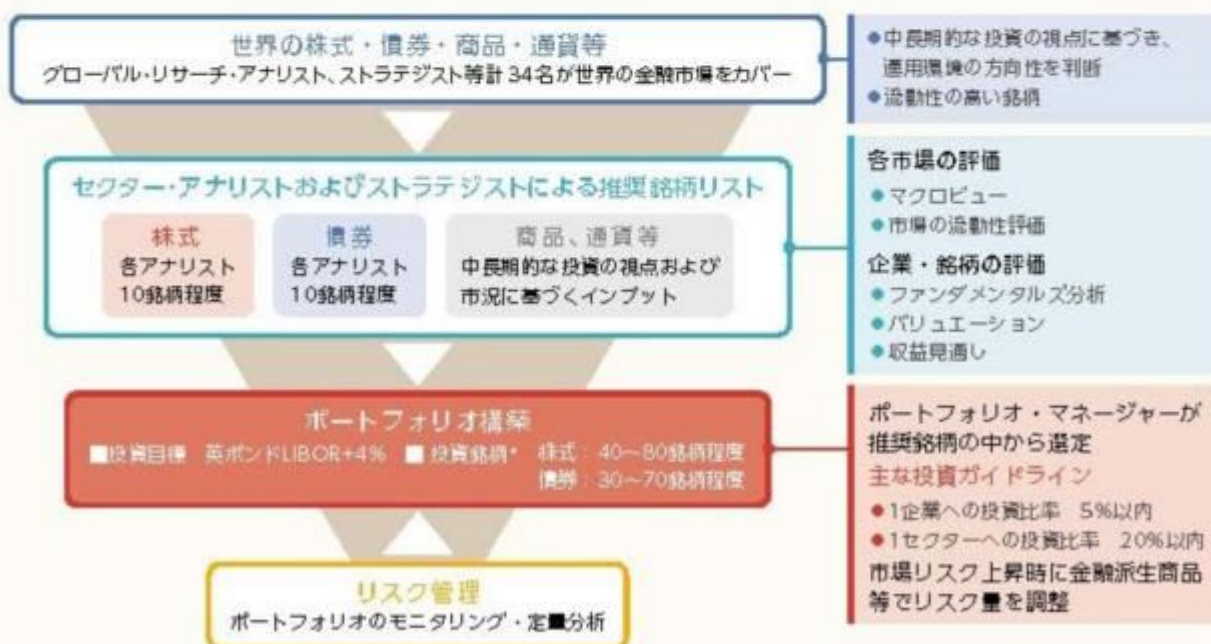 世界の株式・債券・商品・通貨等
グローバル・リサーチ・アナリスト、ストラテジスト等計34名が世界の金融市場をカバー
●中長期的な投資の視点に基づき、
運用環境の方向性を判断
●流動性の高い銘柄
セクター・アナリストおよびストラテジストによる推奨銘柄リスト
株式
各アナリスト
10銘柄程度
債券
各アナリスト
10銘柄程度
商品、通貨等
中長期的な投資の視点および
市況に基づくインプット
各市場の評価
●マクロビュー
●市場の流動性評価
企業・銘柄の評価
●ファンダメンタルズ分析
●バリュエーション
●収益見通し
ポートフォリオ構築
■投資目標 英ポンドLIBOR+4% ■投資銘柄* 株式：40～80銘柄程度
債券：30～70銘柄程度
ポートフォリオ・マネージャーが
推奨銘柄の中から選定
主な投資ガイドライン
●1企業への投資比率 5%以内
●1セクターへの投資比率 20%以内
市場リスク上昇時に金融派生商品
等でリスク量を調整
リスク管理
ポートフォリオのモニタリング・定量分析